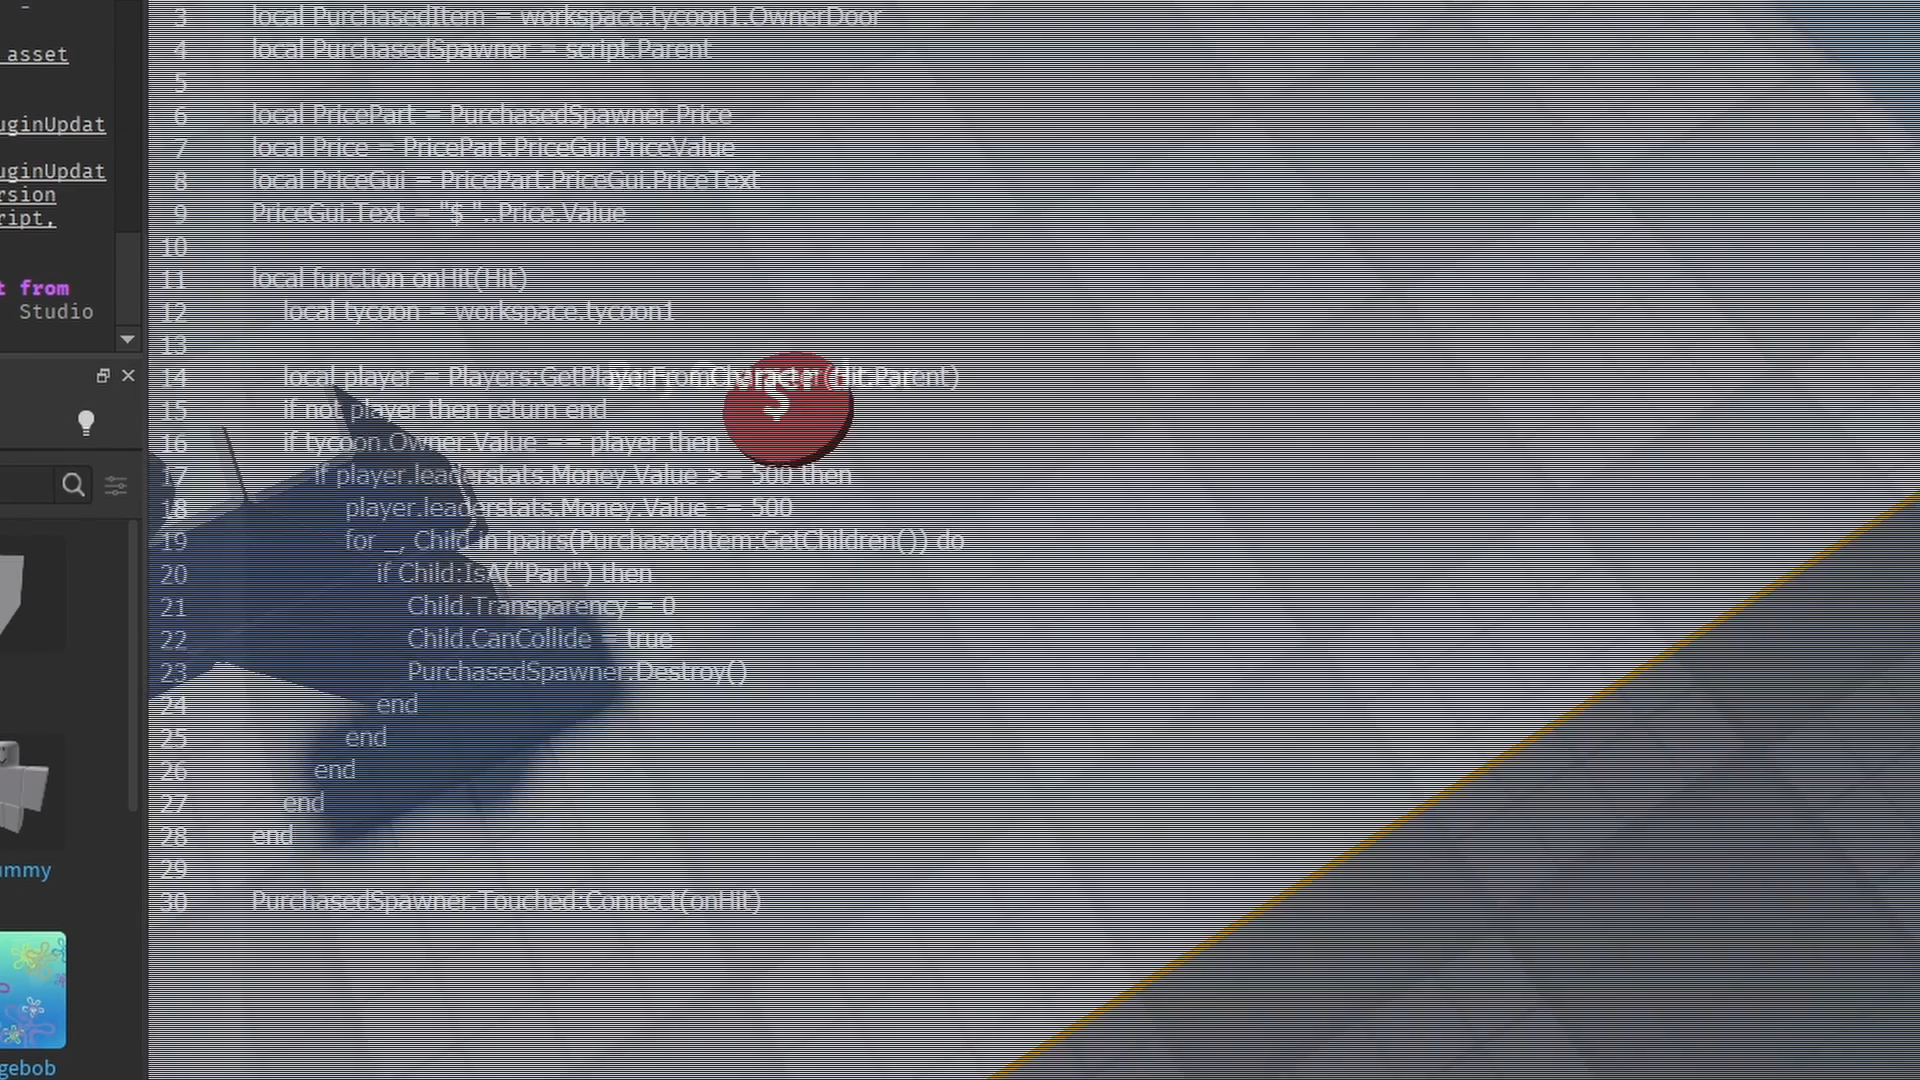 asset
uginUpdat
uginUpdat
rsion
ript,
t from
Studio
ummy
gebob
3 local PurchasedItem = workspace.tycoon1.OwnerDoor
4 local PurchasedSpawner = script.Parent
5
6 local PricePart = PurchasedSpawner.Price
7 local Price = PricePart.PriceGui.PriceValue
8 local PriceGui = PricePart.PriceGui.PriceText
9 PriceGui.Text = "$ "..Price.Value
10
11 local function onHit(Hit)
12 local tycoon = workspace.tycoon1
13
14 local player = Players:GetPlayerFromCharacter(Hit.Parent)
15 if not player then return end
16 if tycoon.Owner.Value == player then
17 if player.leaderstats.Money.Value >= 500 then
18 player.leaderstats.Money.Value -= 500
19 for _, Child in ipairs(PurchasedItem:GetChildren()) do
20 if Child:IsA("Part") then
21 Child.Transparency = 0
22 Child.CanCollide = true
23 PurchasedSpawner:Destroy()
24 end
25 end
26 end
27 end
28 end
29
30 PurchasedSpawner.Touched:Connect(onHit)
$